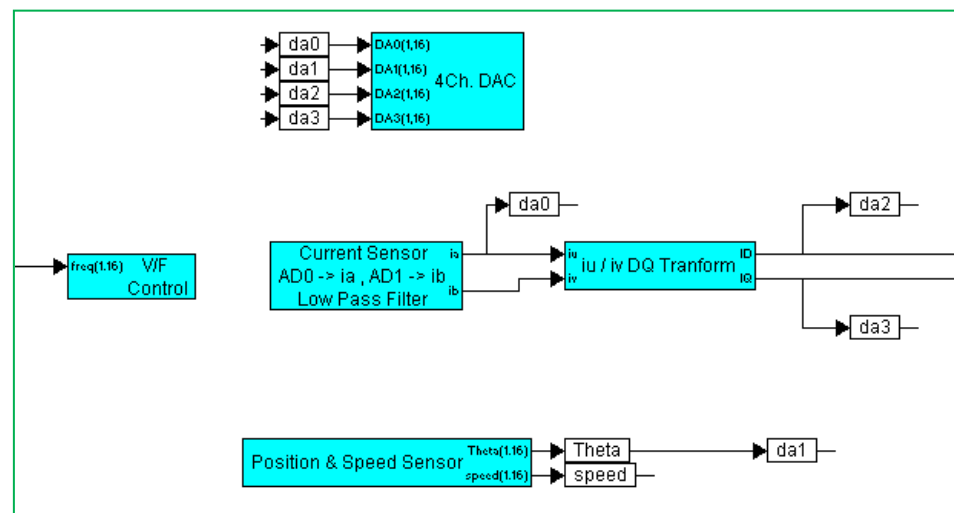 da0
DA0(1,16)
da1
DA1(1,16)
4Ch. DAC
da2
DA2(1,16)
da3
DA3(1,16)
da0
da2
Current Sensor
ia
AD0 -> ia , AD1 -> ib
ib
Low Pass Filter
iu
iu / iv DQ Tranform
ID
iv
IQ
freq(1.16)
V/F
Control
da3
Position & Speed Sensor
Theta(1.16)
speed(1.16)
Theta
da1
speed